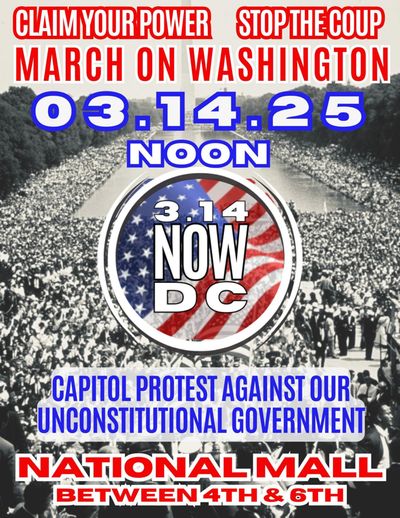 CLAIM YOUR POWER STOP THE COUP
MARCH ON WASHINGTON
03.14.25
NOON
3.14
NOW
DC
CAPITOL PROTEST AGAINST OUR
UNCONSTITUTIONAL GOVERNMENT
NATIONAL MALL
BETWEEN 4TH & 6TH